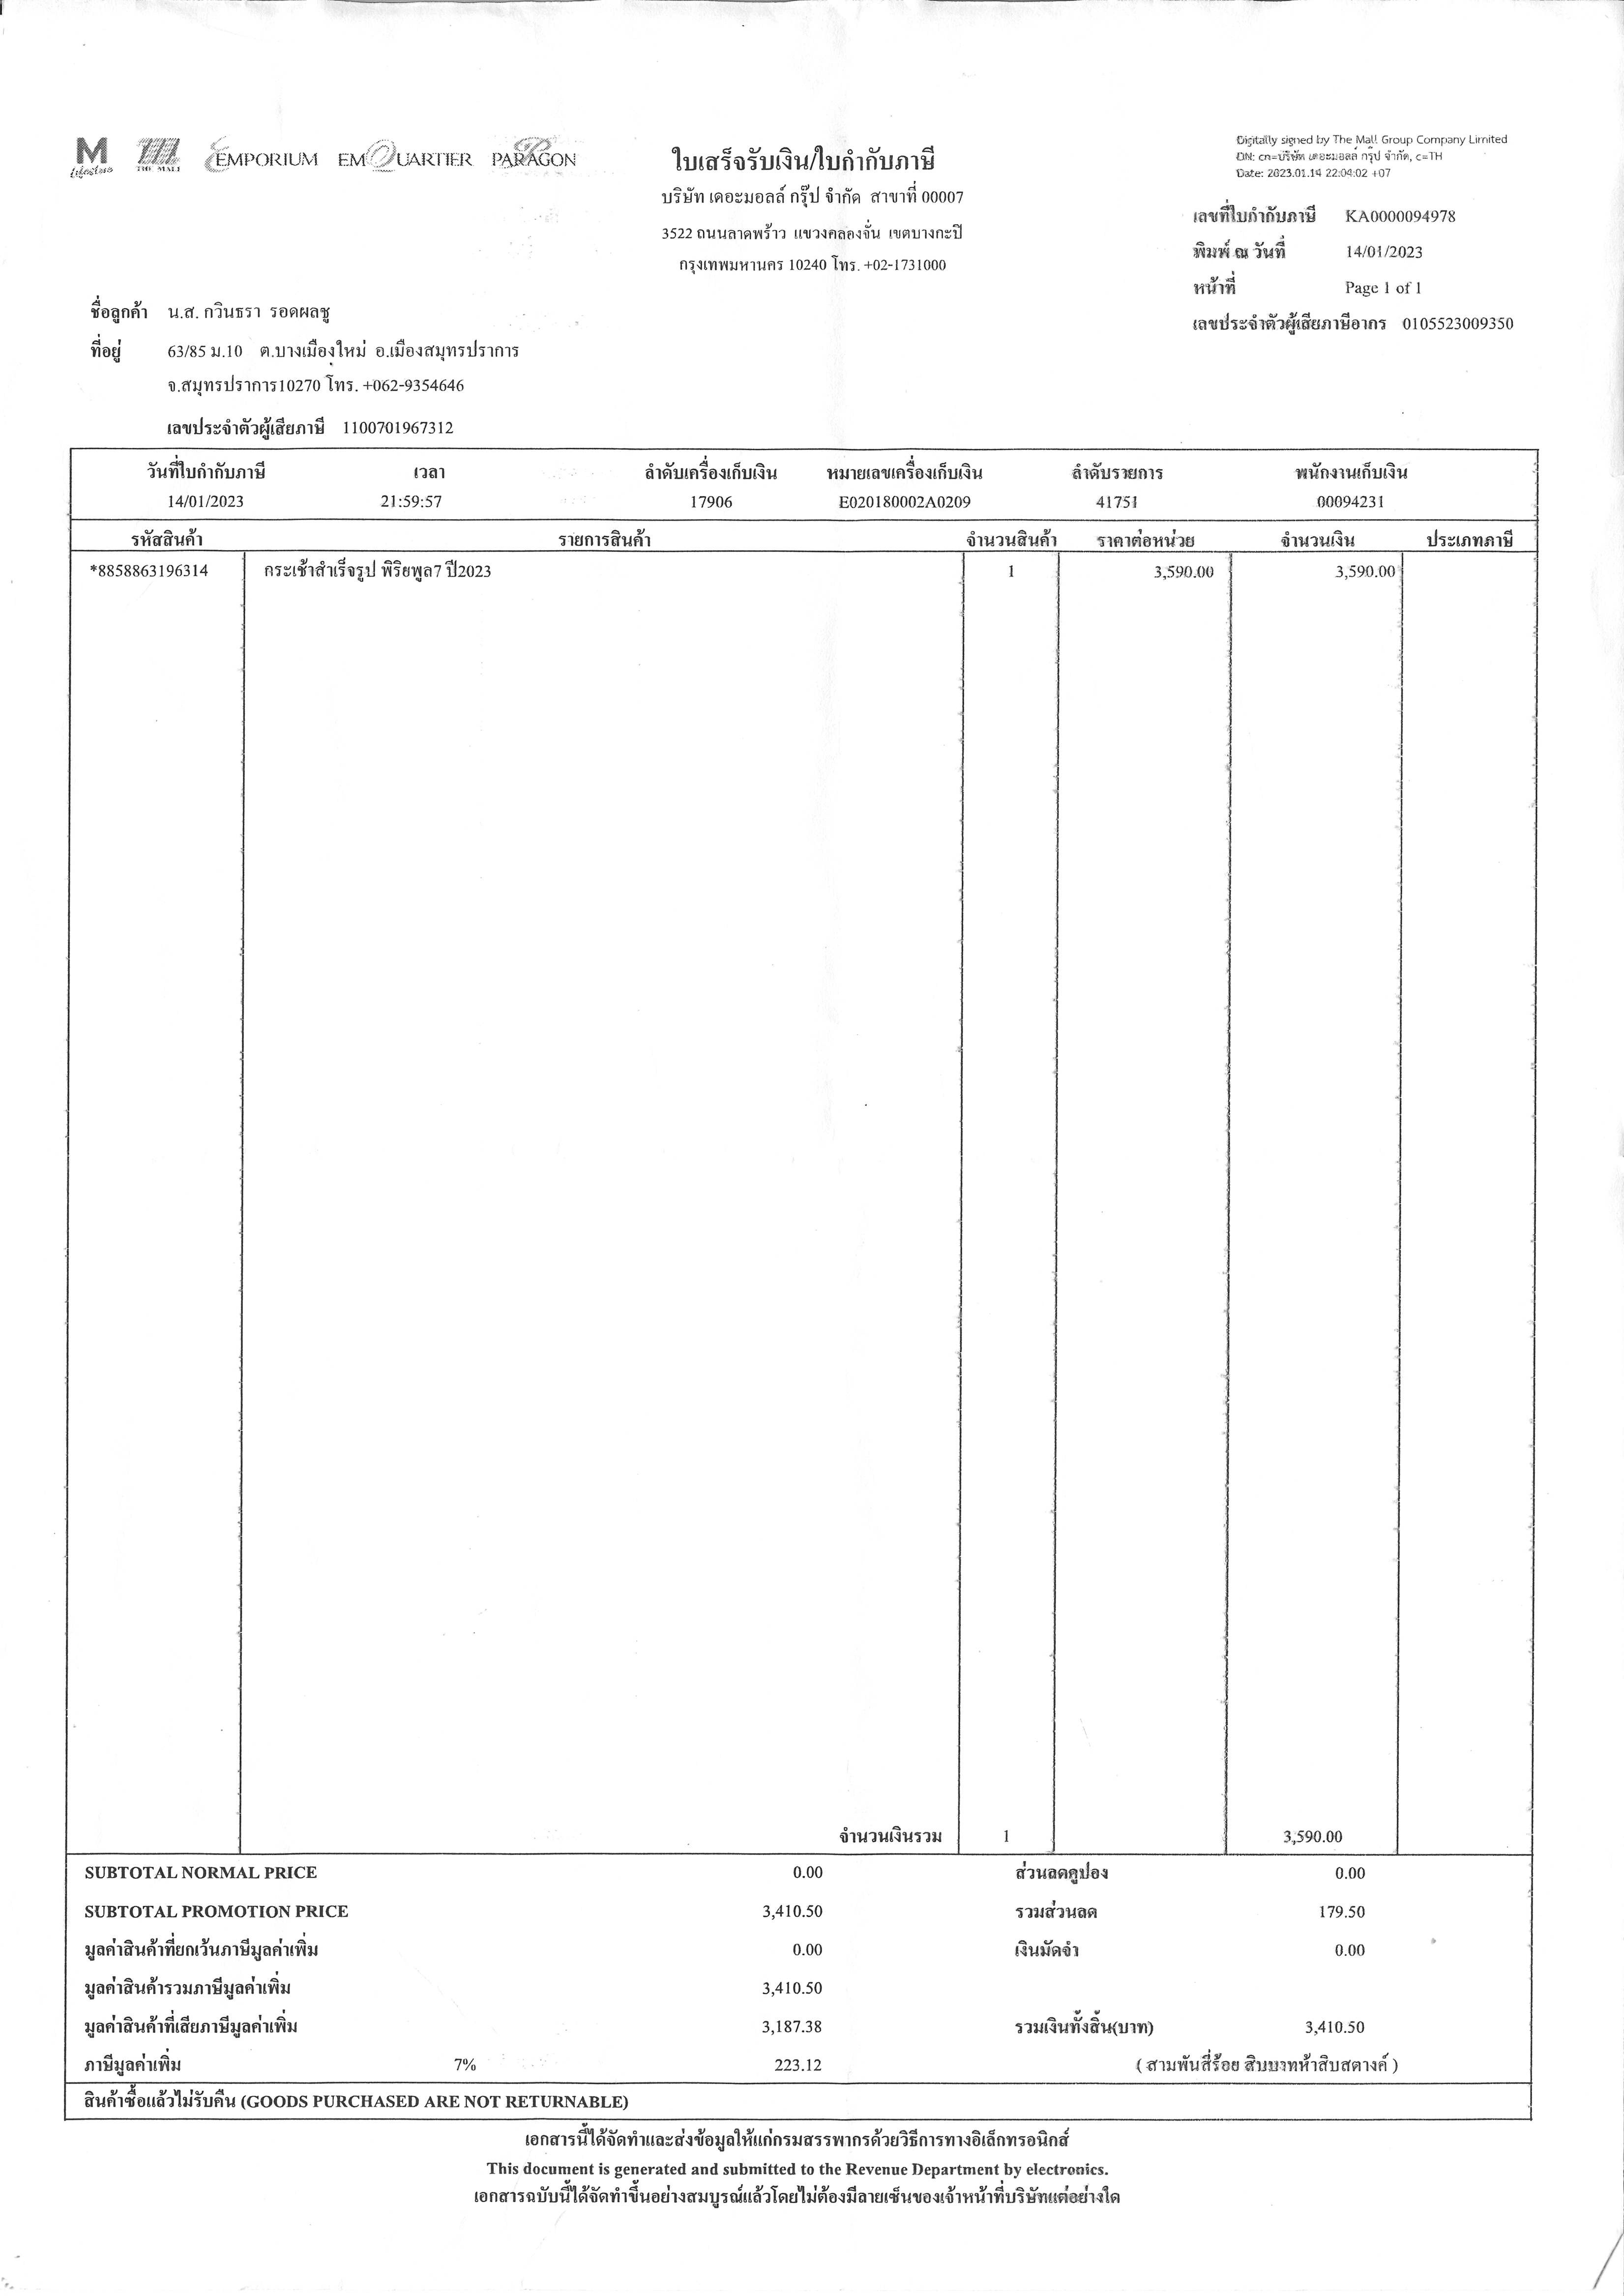 M THE MALL EMPORIUM EMQUARTIER PARAGON
ใบเสร็จรับเงิน/ใบกำกับภาษี
บริษัท เดอะมอลล์ กรุ๊ป จำกัด สาขาที่ 00007
3522 ถนนลาดพร้าว แขวงคลองจั่น เขตบางกะปิ
กรุงเทพมหานคร 10240 โทร. +02-1731000
Digitally signed by The Mall Group Company Limited
DN: cn=บริษัท เดอะมอลล์ กรุ๊ป จำกัด, c=TH
Date: 2023.01.14 22:04:02 +07
เลขที่ใบกำกับภาษี KA0000094978
พิมพ์ ณ วันที่ 14/01/2023
หน้าที่ Page 1 of 1
เลขประจำตัวผู้เสียภาษีอากร 0105523009350
ชื่อลูกค้า น.ส. กวินธรา รอดผลชู
ที่อยู่ 63/85 ม.10 ต.บางเมืองใหม่ อ.เมืองสมุทรปราการ
จ.สมุทรปราการ10270 โทร. +062-9354646
เลขประจำตัวผู้เสียภาษี 1100701967312
วันที่ใบกำกับภาษี เวลา ลำดับเครื่องเก็บเงิน หมายเลขเครื่องเก็บเงิน ลำดับรายการ พนักงานเก็บเงิน
14/01/2023 21:59:57 17906 E020180002A0209 41751 00094231
รหัสสินค้า รายการสินค้า จำนวนสินค้า ราคาต่อหน่วย จำนวนเงิน ประเภทภาษี
*8858863196314 กระเช้าสำเร็จรูป พิริยพูล7 ปี2023 1 3,590.00 3,590.00
จำนวนเงินรวม 1 3,590.00
SUBTOTAL NORMAL PRICE 0.00 ส่วนลดคูปอง 0.00
SUBTOTAL PROMOTION PRICE 3,410.50 รวมส่วนลด 179.50
มูลค่าสินค้าที่ยกเว้นภาษีมูลค่าเพิ่ม 0.00 เงินมัดจำ 0.00
มูลค่าสินค้ารวมภาษีมูลค่าเพิ่ม 3,410.50
มูลค่าสินค้าที่เสียภาษีมูลค่าเพิ่ม 3,187.38 รวมเงินทั้งสิ้น(บาท) 3,410.50
ภาษีมูลค่าเพิ่ม 7% 223.12 ( สามพันสี่ร้อย สิบบาทห้าสิบสตางค์ )
สินค้าซื้อแล้วไม่รับคืน (GOODS PURCHASED ARE NOT RETURNABLE)
เอกสารนี้ได้จัดทำและส่งข้อมูลให้แก่กรมสรรพากรด้วยวิธีการทางอิเล็กทรอนิกส์
This document is generated and submitted to the Revenue Department by electronics.
เอกสารฉบับนี้ได้จัดทำขึ้นอย่างสมบูรณ์แล้วโดยไม่ต้องมีลายเซ็นของเจ้าหน้าที่บริษัทแต่อย่างใด